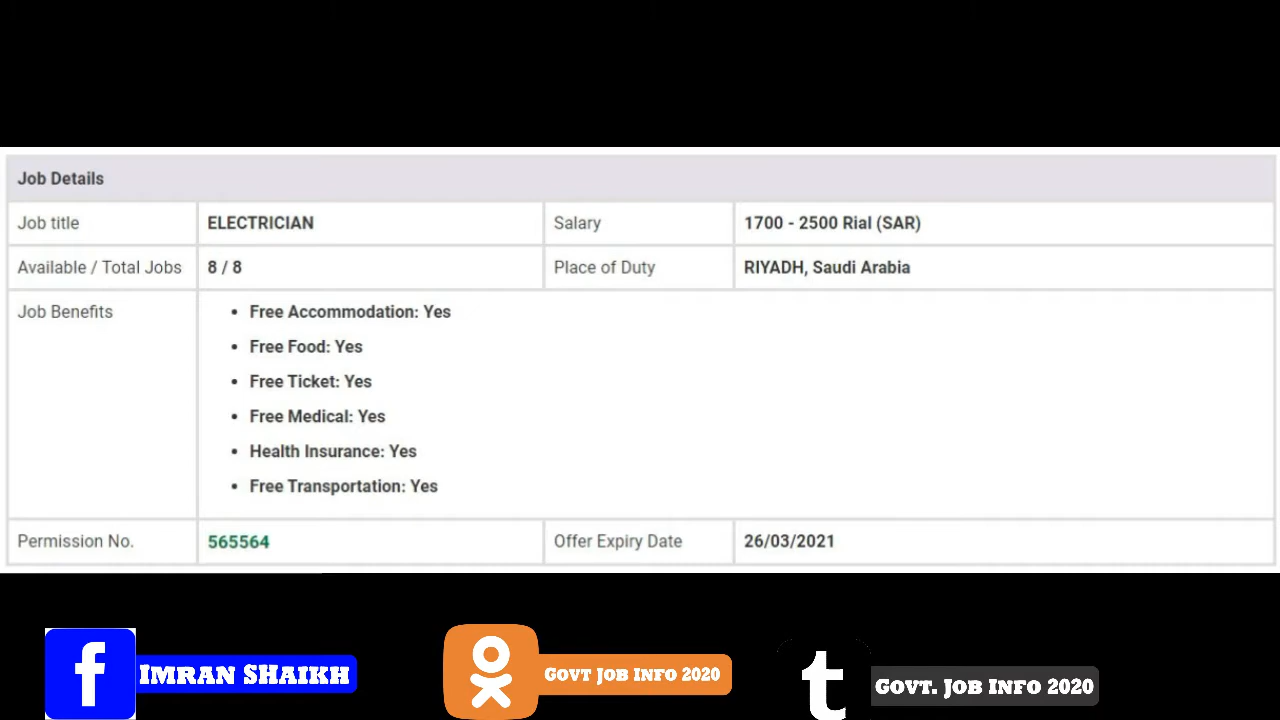 Job Details
Job title ELECTRICIAN Salary 1700 - 2500 Rial (SAR)
Available / Total Jobs 8 / 8 Place of Duty RIYADH, Saudi Arabia
Job Benefits • Free Accommodation: Yes
• Free Food: Yes
• Free Ticket: Yes
• Free Medical: Yes
• Health Insurance: Yes
• Free Transportation: Yes
Permission No. 565564 Offer Expiry Date 26/03/2021
f IMRAN SHAIKH GOVT JOB INFO 2020 t GOVT. JOB INFO 2020